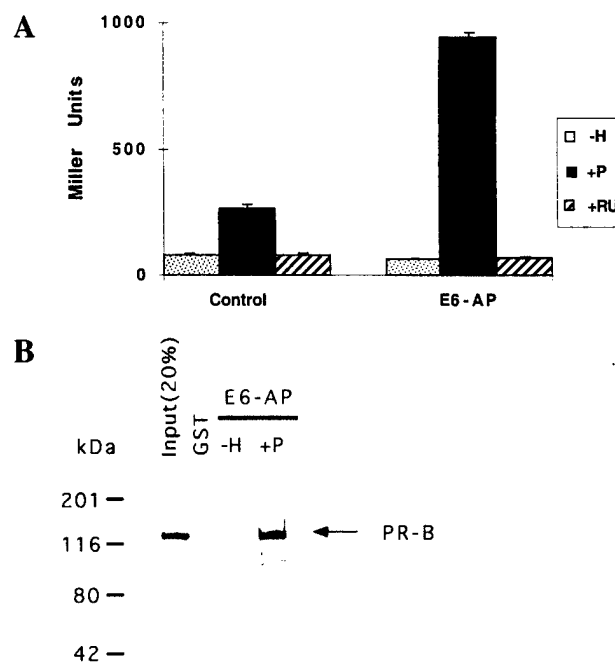 A
1000
500
0
Miller Units
Control
E6-AP
-H
+P
+RU
B
Input(20%)
GST
E6-AP
-H
+P
kDa
201
116
80
42
PR-B